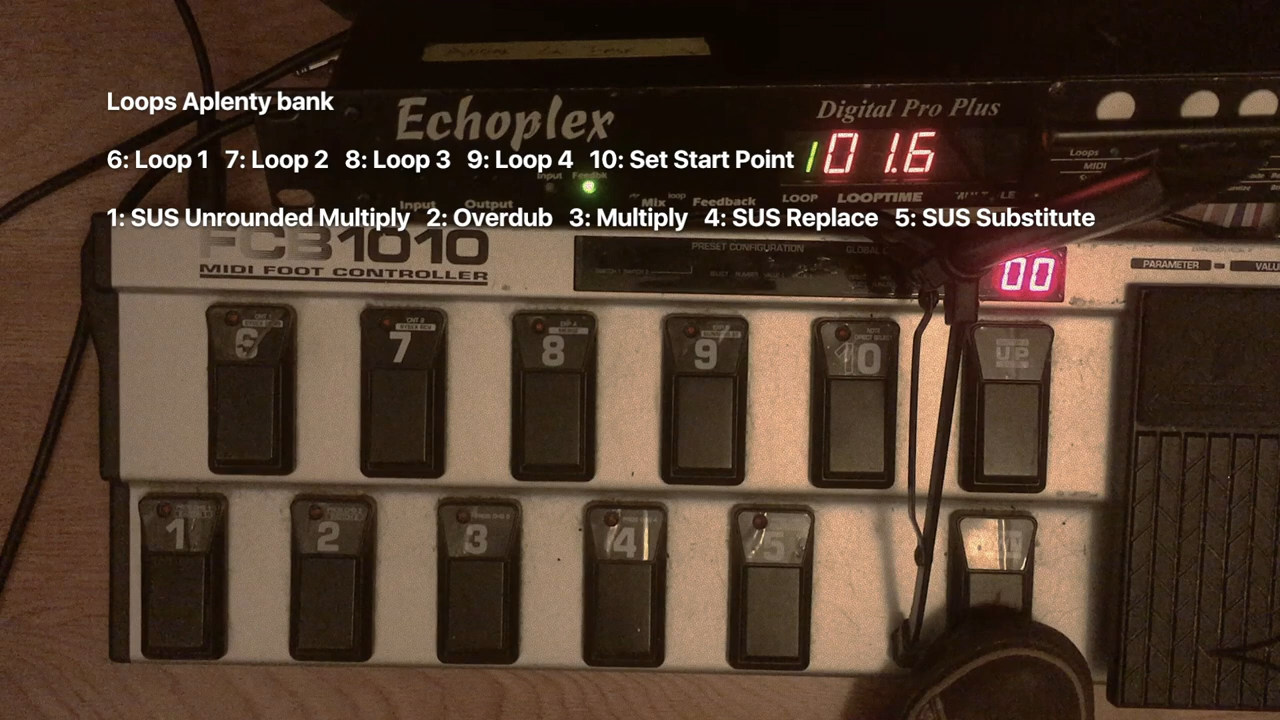 Loops Aplenty bank
Echoplex
Digital Pro Plus
6: Loop 1 7: Loop 2 8: Loop 3 9: Loop 4 10: Set Start Point
1 01.6
Loops
MIDI
Input Feedbk
Input Output Mix loop Feedback LOOP LOOPTIME
1: SUS Unrounded Multiply 2: Overdub 3: Multiply 4: SUS Replace 5: SUS Substitute
FCB1010
MIDI FOOT CONTROLLER
PRESET CONFIGURATION
00
PARAMETER
6
7
8
9
10
UP
1
2
3
4
5